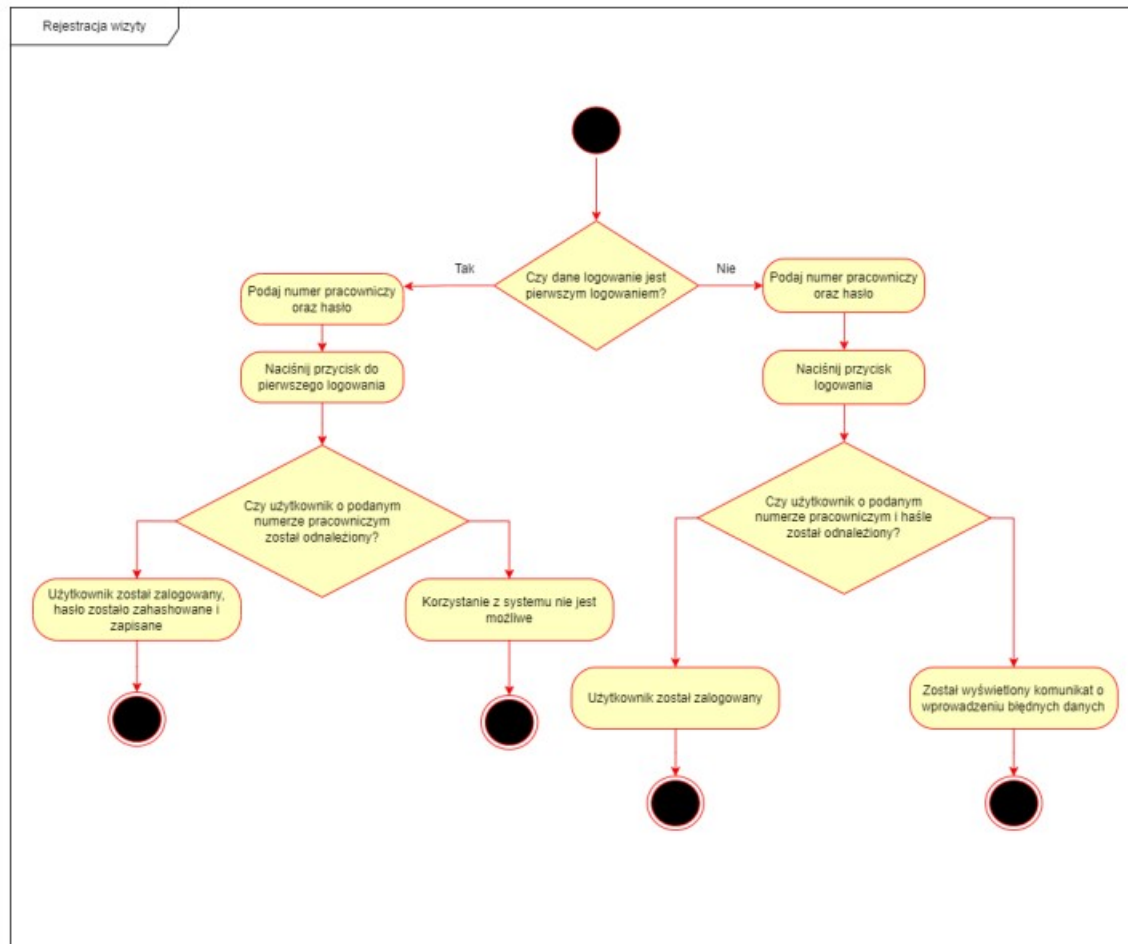 Rejestracja wizyty
Czy dane logowanie jest
pierwszym logowaniem?
Tak
Nie
Podaj numer pracowniczy
oraz hasło
Naciśnij przycisk do
pierwszego logowania
Czy użytkownik o podanym
numerze pracowniczym
został odnaleziony?
Użytkownik został zalogowany,
hasło zostało zahashowane i
zapisane
Korzystanie z systemu nie jest
możliwe
Podaj numer pracowniczy
oraz hasło
Naciśnij przycisk
logowania
Czy użytkownik o podanym
numerze pracowniczym i haśle
został odnaleziony?
Użytkownik został zalogowany
Został wyświetlony komunikat o
wprowadzeniu błędnych danych